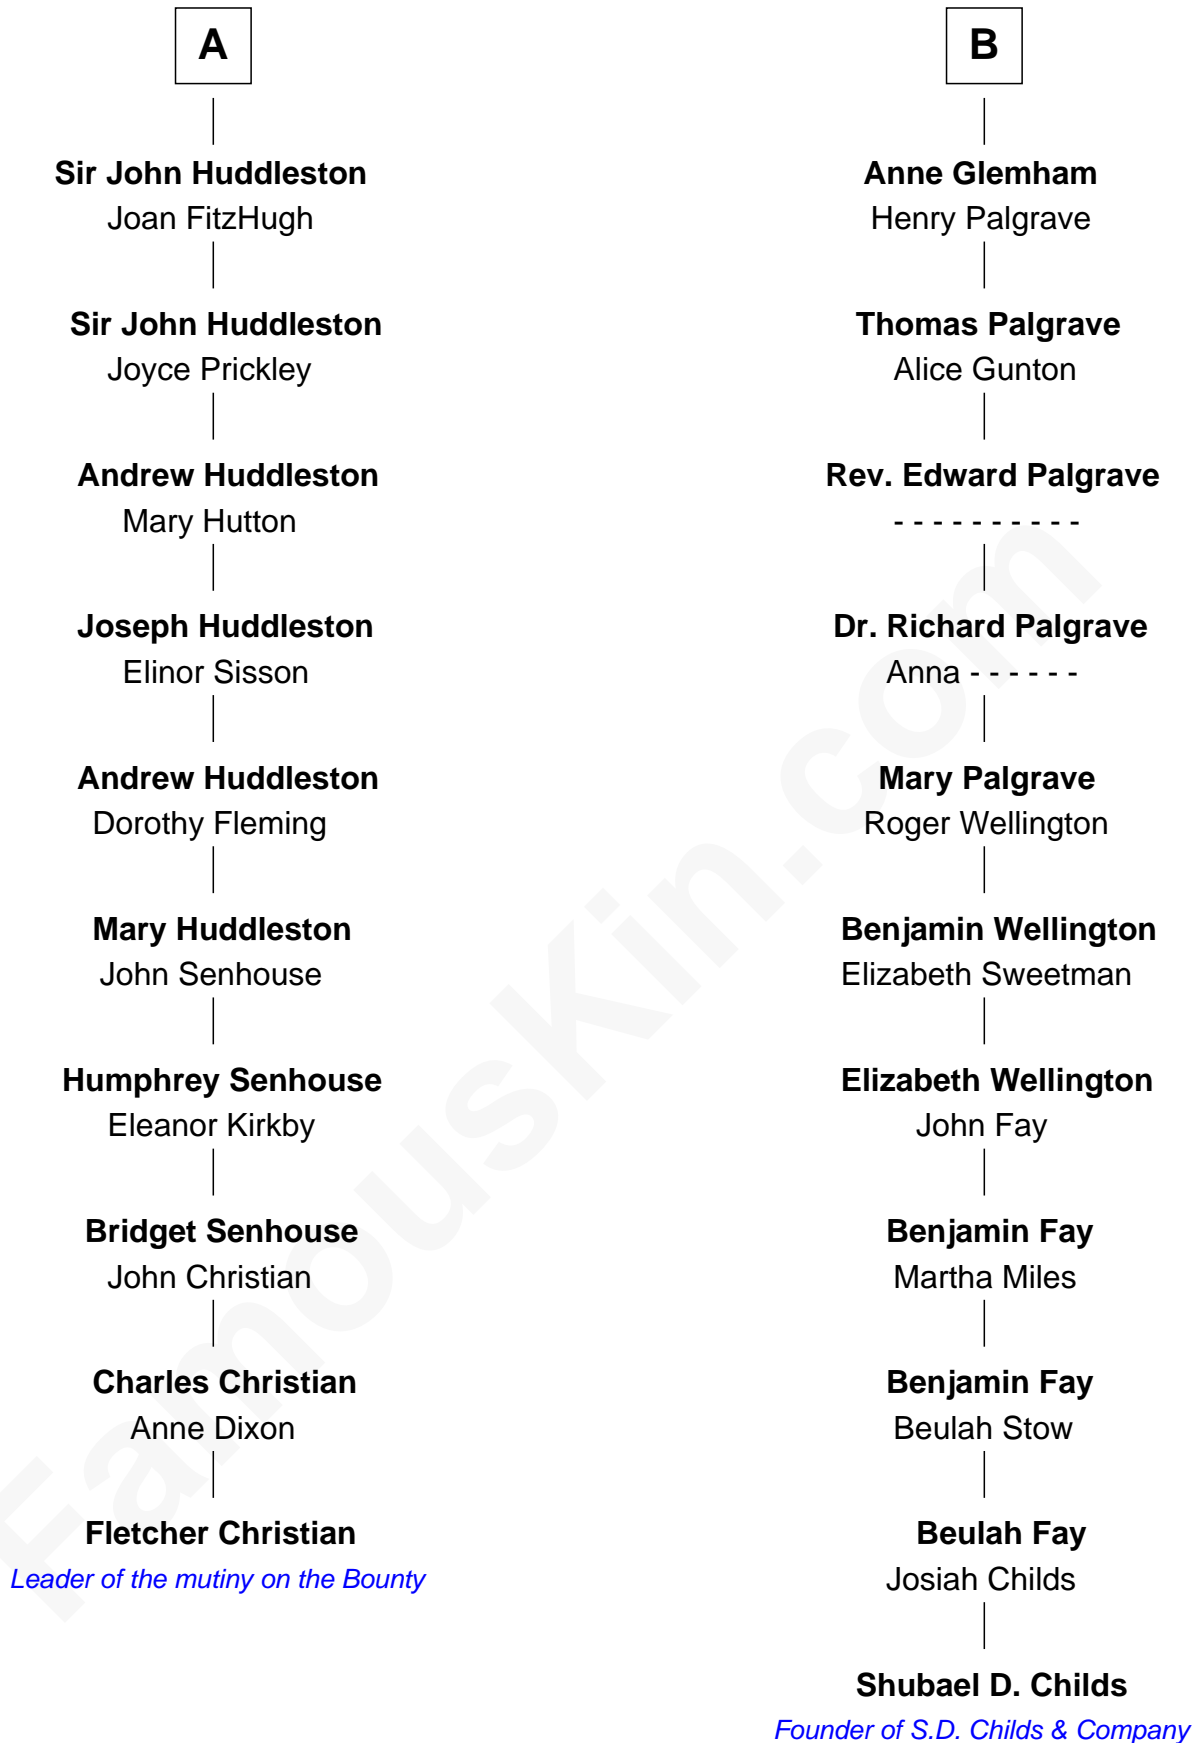 A
Sir John Huddleston
Joan FitzHugh
Sir John Huddleston
Joyce Prickley
Andrew Huddleston
Mary Hutton
Joseph Huddleston
Elinor Sisson
Andrew Huddleston
Dorothy Fleming
Mary Huddleston
John Senhouse
Humphrey Senhouse
Eleanor Kirkby
Bridget Senhouse
John Christian
Charles Christian
Anne Dixon
Fletcher Christian
Leader of the mutiny on the Bounty
B
Anne Glemham
Henry Palgrave
Thomas Palgrave
Alice Gunton
Rev. Edward Palgrave
- - - - - - - - - -
Dr. Richard Palgrave
Anna - - - - - -
Mary Palgrave
Roger Wellington
Benjamin Wellington
Elizabeth Sweetman
Elizabeth Wellington
John Fay
Benjamin Fay
Martha Miles
Benjamin Fay
Beulah Stow
Beulah Fay
Josiah Childs
Shubael D. Childs
Founder of S.D. Childs & Company
FamousKin.com